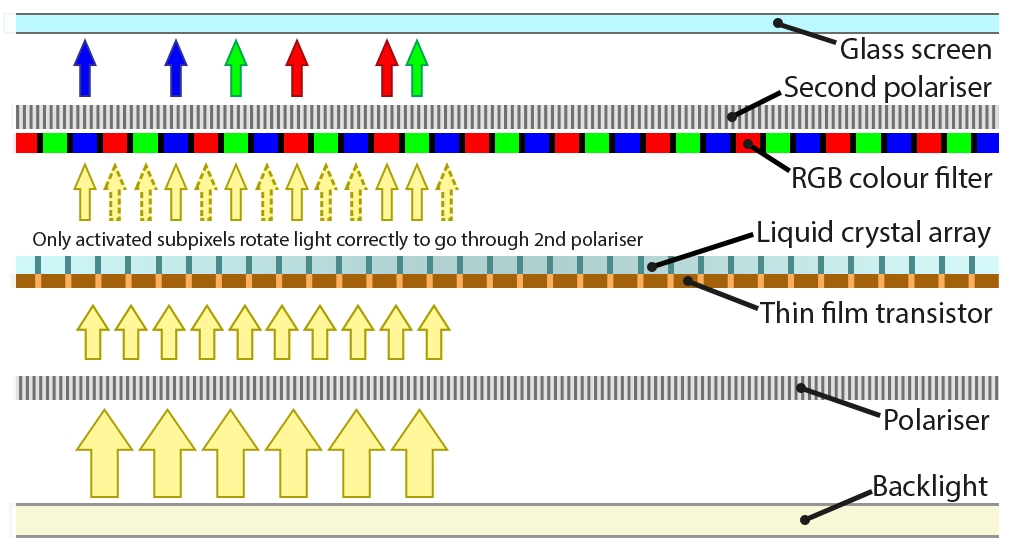 Glass screen
Second polariser
RGB colour filter
Only activated subpixels rotate light correctly to go through 2nd polariser
Liquid crystal array
Thin film transistor
Polariser
Backlight